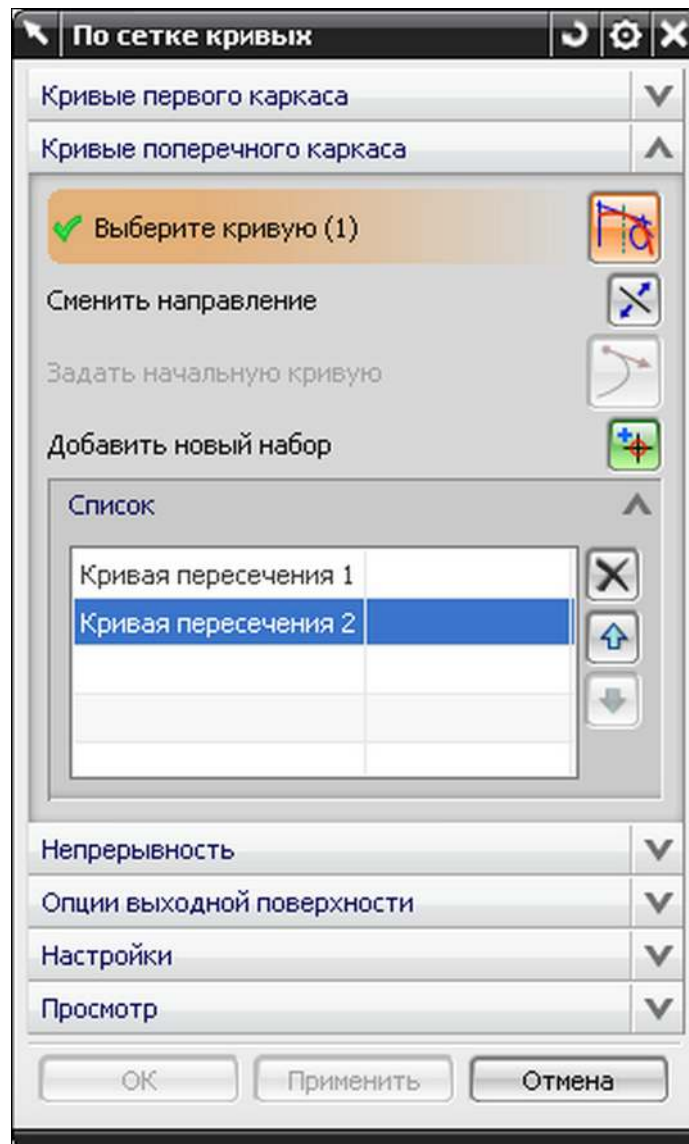 По сетке кривых
Кривые первого каркаса
Кривые поперечного каркаса
Выберите кривую (1)
Сменить направление
Задать начальную кривую
Добавить новый набор
Список
Кривая пересечения 1
Кривая пересечения 2
Непрерывность
Опции выходной поверхности
Настройки
Просмотр
ОК Применить Отмена